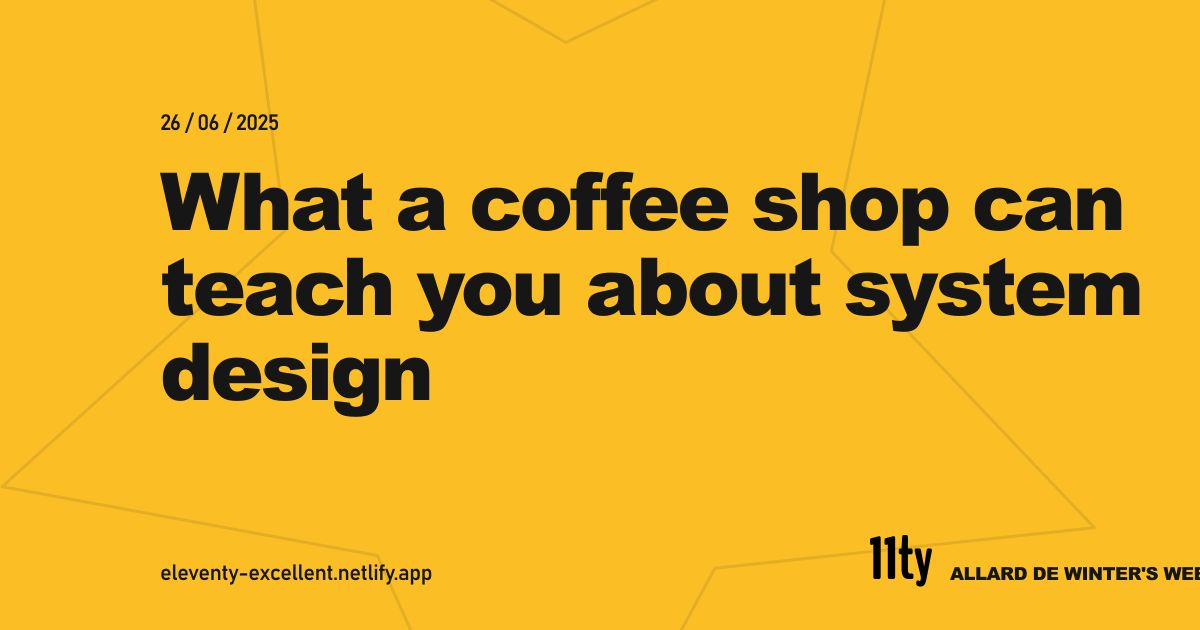 26 / 06 / 2025
What a coffee shop can
teach you about system
design
eleventy-excellent.netlify.app
11ty
ALLARD DE WINTER'S